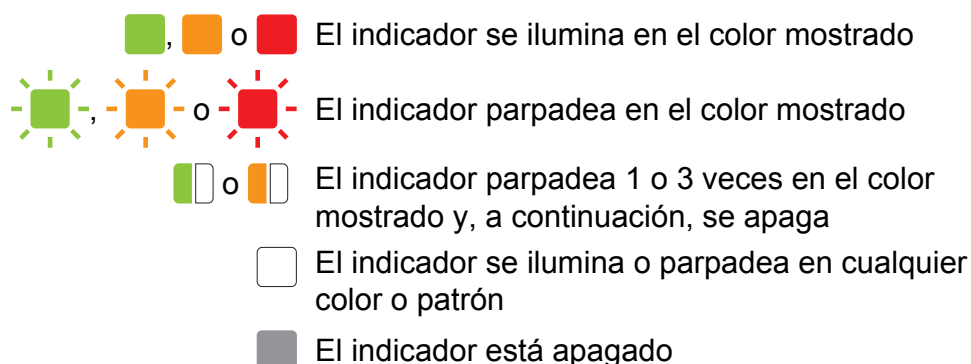 , o El indicador se ilumina en el color mostrado
, o El indicador parpadea en el color mostrado
o El indicador parpadea 1 o 3 veces en el color
mostrado y, a continuación, se apaga
El indicador se ilumina o parpadea en cualquier
color o patrón
El indicador está apagado